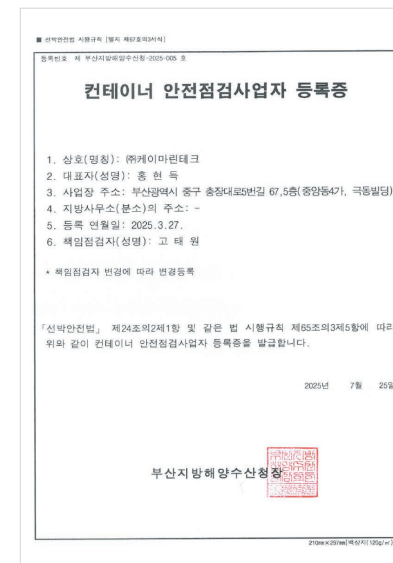 ■ 선박안전법 시행규칙 [별지 제67호의3서식]
등록번호 제 부산지방해양수산청-2025-005 호
컨테이너 안전점검사업자 등록증
1. 상호(명칭): ㈜케이마린테크
2. 대표자(성명): 홍 현 득
3. 사업장 주소: 부산광역시 중구 충장대로5번길 67,5층(중앙동4가, 극동빌딩)
4. 지방사무소(분소)의 주소: -
5. 등록 연월일: 2025.3.27.
6. 책임점검자(성명): 고 태 원
* 책임점검자 변경에 따라 변경등록
「선박안전법」 제24조의2제1항 및 같은 법 시행규칙 제65조의3제5항에 따라
위와 같이 컨테이너 안전점검사업자 등록증을 발급합니다.
2025년 7월 25일
부산지방해양수산청장
210㎜×297㎜[백상지(120g/㎡)]